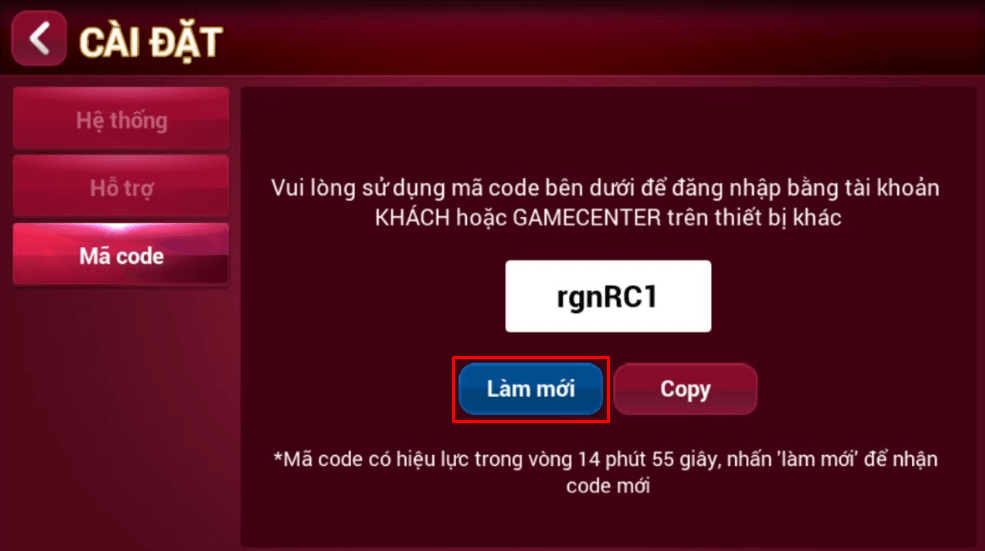 CÀI ĐẶT
Hệ thống
Hỗ trợ
Mã code
Vui lòng sử dụng mã code bên dưới để đăng nhập bằng tài khoản
KHÁCH hoặc GAMECENTER trên thiết bị khác
rgnRC1
Làm mới
Copy
*Mã code có hiệu lực trong vòng 14 phút 55 giây, nhấn 'làm mới' để nhận
code mới